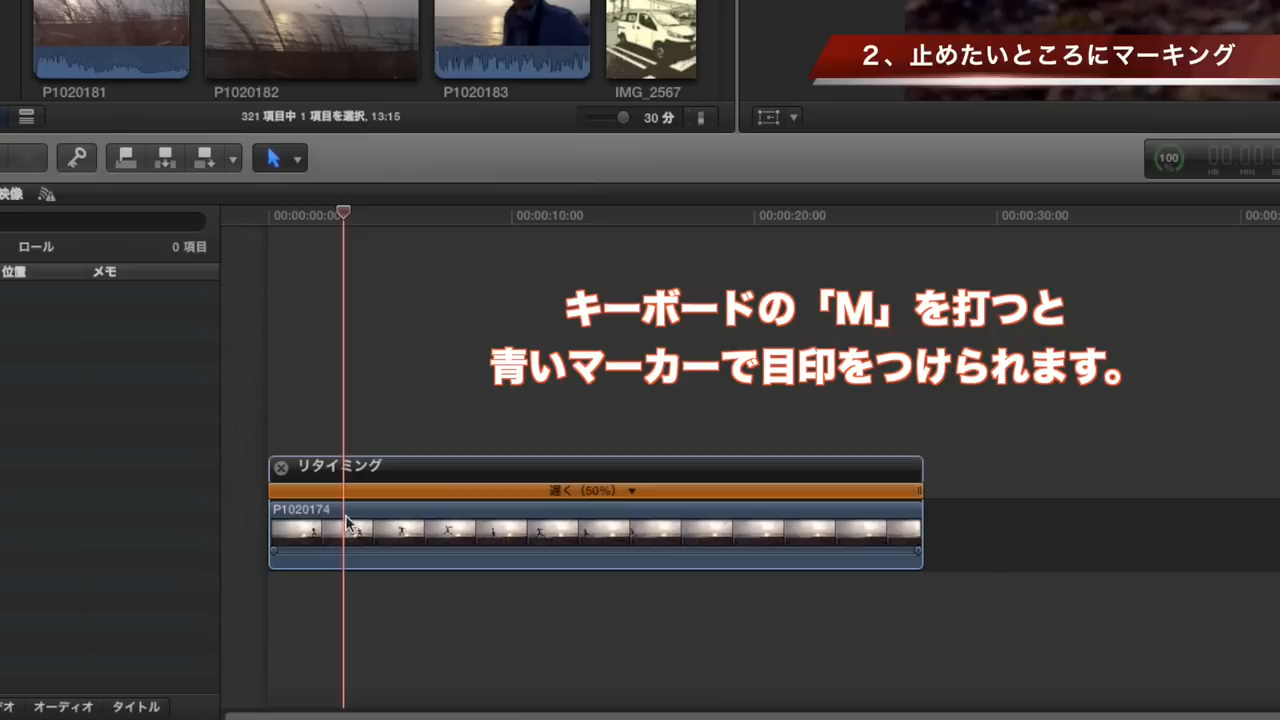 2、止めたいところにマーキング
P1020181
P1020182
P1020183
IMG_2567
321 項目中 1 項目を選択, 13:15
30 分
100
00:00
HR
MIN
映像
ロール
0 項目
位置
メモ
00:00:00:00
00:00:10:00
00:00:20:00
00:00:30:00
キーボードの「M」を打つと
青いマーカーで目印をつけられます。
リタイミング
遅く (50%)
P1020174
オーディオ
タイトル